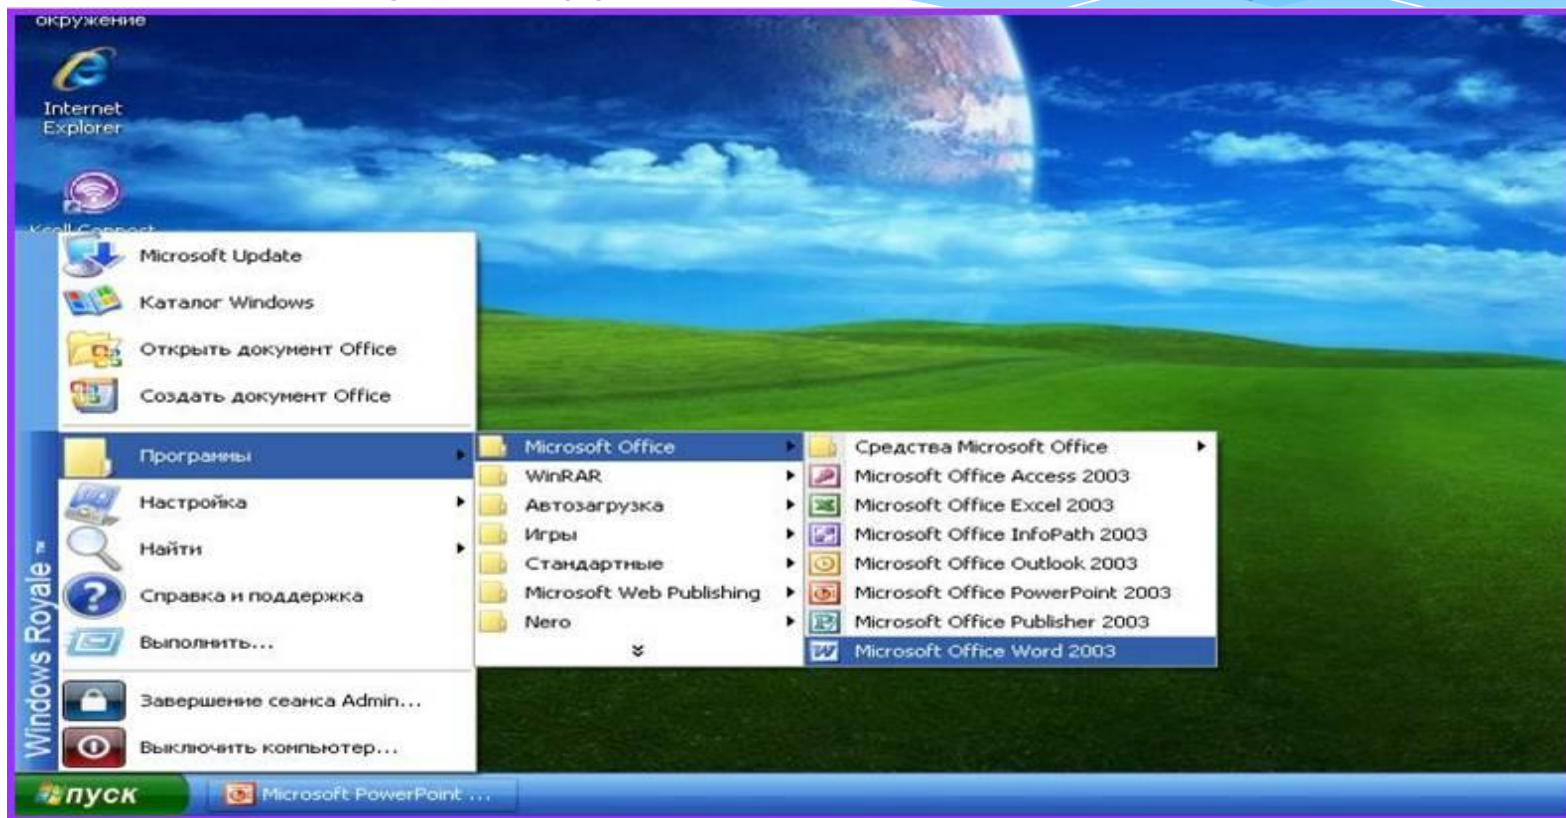 окружение
Internet
Explorer
Kcell Connect
Microsoft Update
Каталог Windows
Открыть документ Office
Создать документ Office
Программы
Настройка
Найти
Справка и поддержка
Выполнить...
Завершение сеанса Admin...
Выключить компьютер...
Windows Royale ™
Microsoft Office
WinRAR
Автозагрузка
Игры
Стандартные
Microsoft Web Publishing
Nero
Средства Microsoft Office
Microsoft Office Access 2003
Microsoft Office Excel 2003
Microsoft Office InfoPath 2003
Microsoft Office Outlook 2003
Microsoft Office PowerPoint 2003
Microsoft Office Publisher 2003
Microsoft Office Word 2003
пуск
Microsoft PowerPoint ...